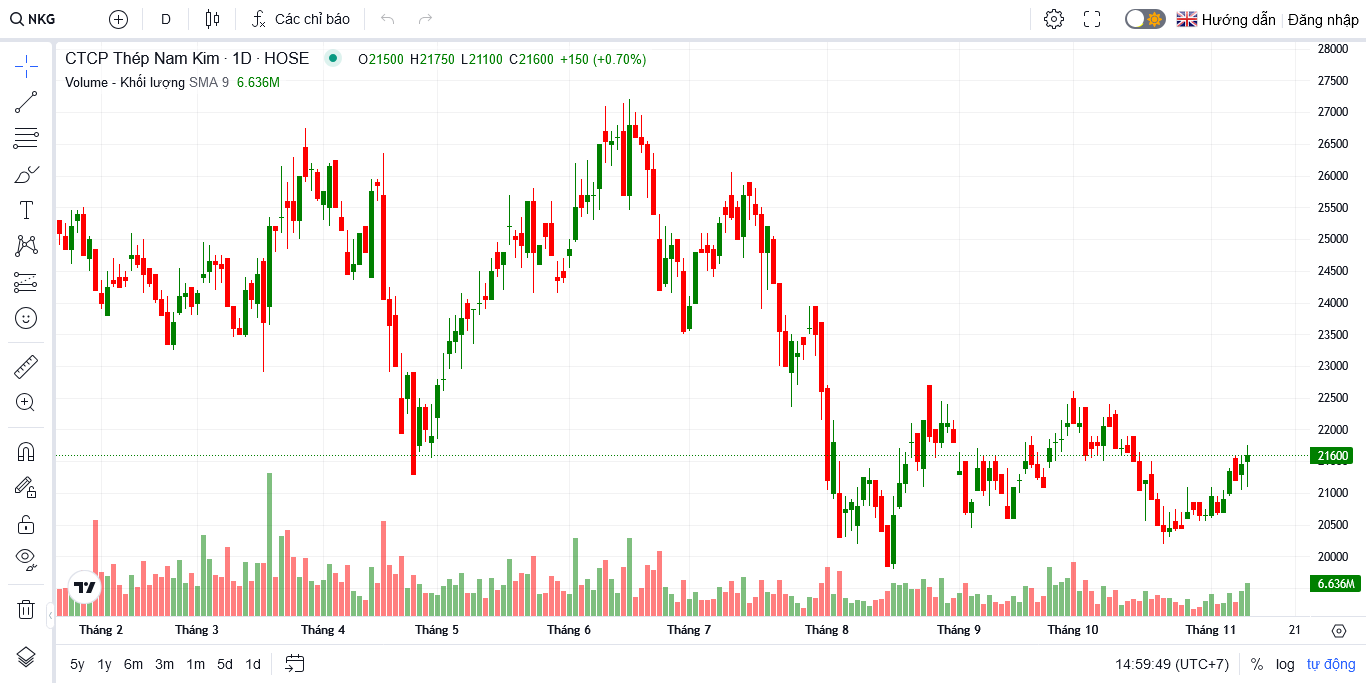 NKG D Các chỉ báo Hướng dẫn Đăng nhập
CTCP Thép Nam Kim · 1D · HOSE O21500 H21750 L21100 C21600 +150 (+0.70%)
Volume - Khối lượng SMA 9 6.636M
28000
27500
27000
26500
26000
25500
25000
24500
24000
23500
23000
22500
22000
21600
21000
20500
20000
6.636M
Tháng 2 Tháng 3 Tháng 4 Tháng 5 Tháng 6 Tháng 7 Tháng 8 Tháng 9 Tháng 10 Tháng 11 21
5y 1y 6m 3m 1m 5d 1d 14:59:49 (UTC+7) % log tự động